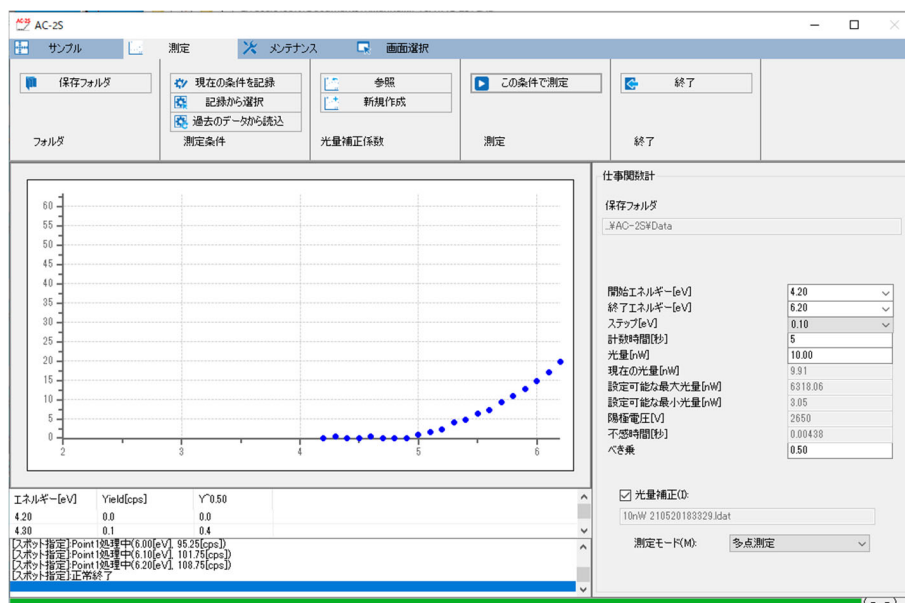 AC-2S
サンプル 測定 メンテナンス 画面選択
保存フォルダ 現在の条件を記録 参照 この条件で測定 終了
記録から選択 新規作成
過去のデータから読込
フォルダ 測定条件 光量補正係数 測定 終了
60
55
50
45
40
35
30
25
20
15
10
5
0
2 3 4 5 6
エネルギー[eV] Yield[cps] Y^0.50
4.20 0.0 0.0
4.30 0.1 0.4
[スポット指定]:Point1処理中(6.00[eV], 95.25[cps])
[スポット指定]:Point1処理中(6.10[eV], 101.75[cps])
[スポット指定]:Point1処理中(6.20[eV], 108.75[cps])
[スポット指定]:正常終了
仕事関数計
保存フォルダ
..¥AC-2S¥Data
開始エネルギー[eV] 4.20
終了エネルギー[eV] 6.20
ステップ[eV] 0.10
計数時間[秒] 5
光量[nW] 10.00
現在の光量[nW] 9.91
設定可能な最大光量[nW] 6318.06
設定可能な最小光量[nW] 3.05
陽極電圧[V] 2650
不感時間[秒] 0.00438
べき乗 0.50
光量補正(I):
10nW 210520183329.ldat
測定モード(M): 多点測定